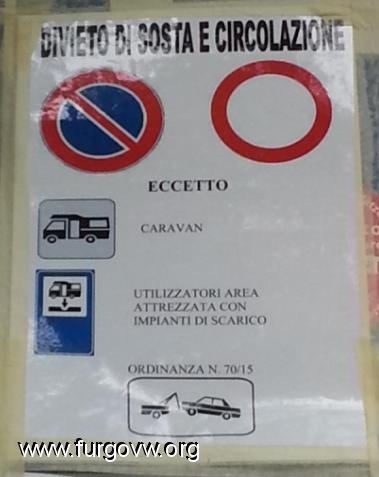 DIVIETO DI SOSTA E CIRCOLAZIONE
ECCETTO
CARAVAN
UTILIZZATORI AREA
ATTREZZATA CON
IMPIANTI DI SCARICO
ORDINANZA N. 70/15
www.furgovw.org